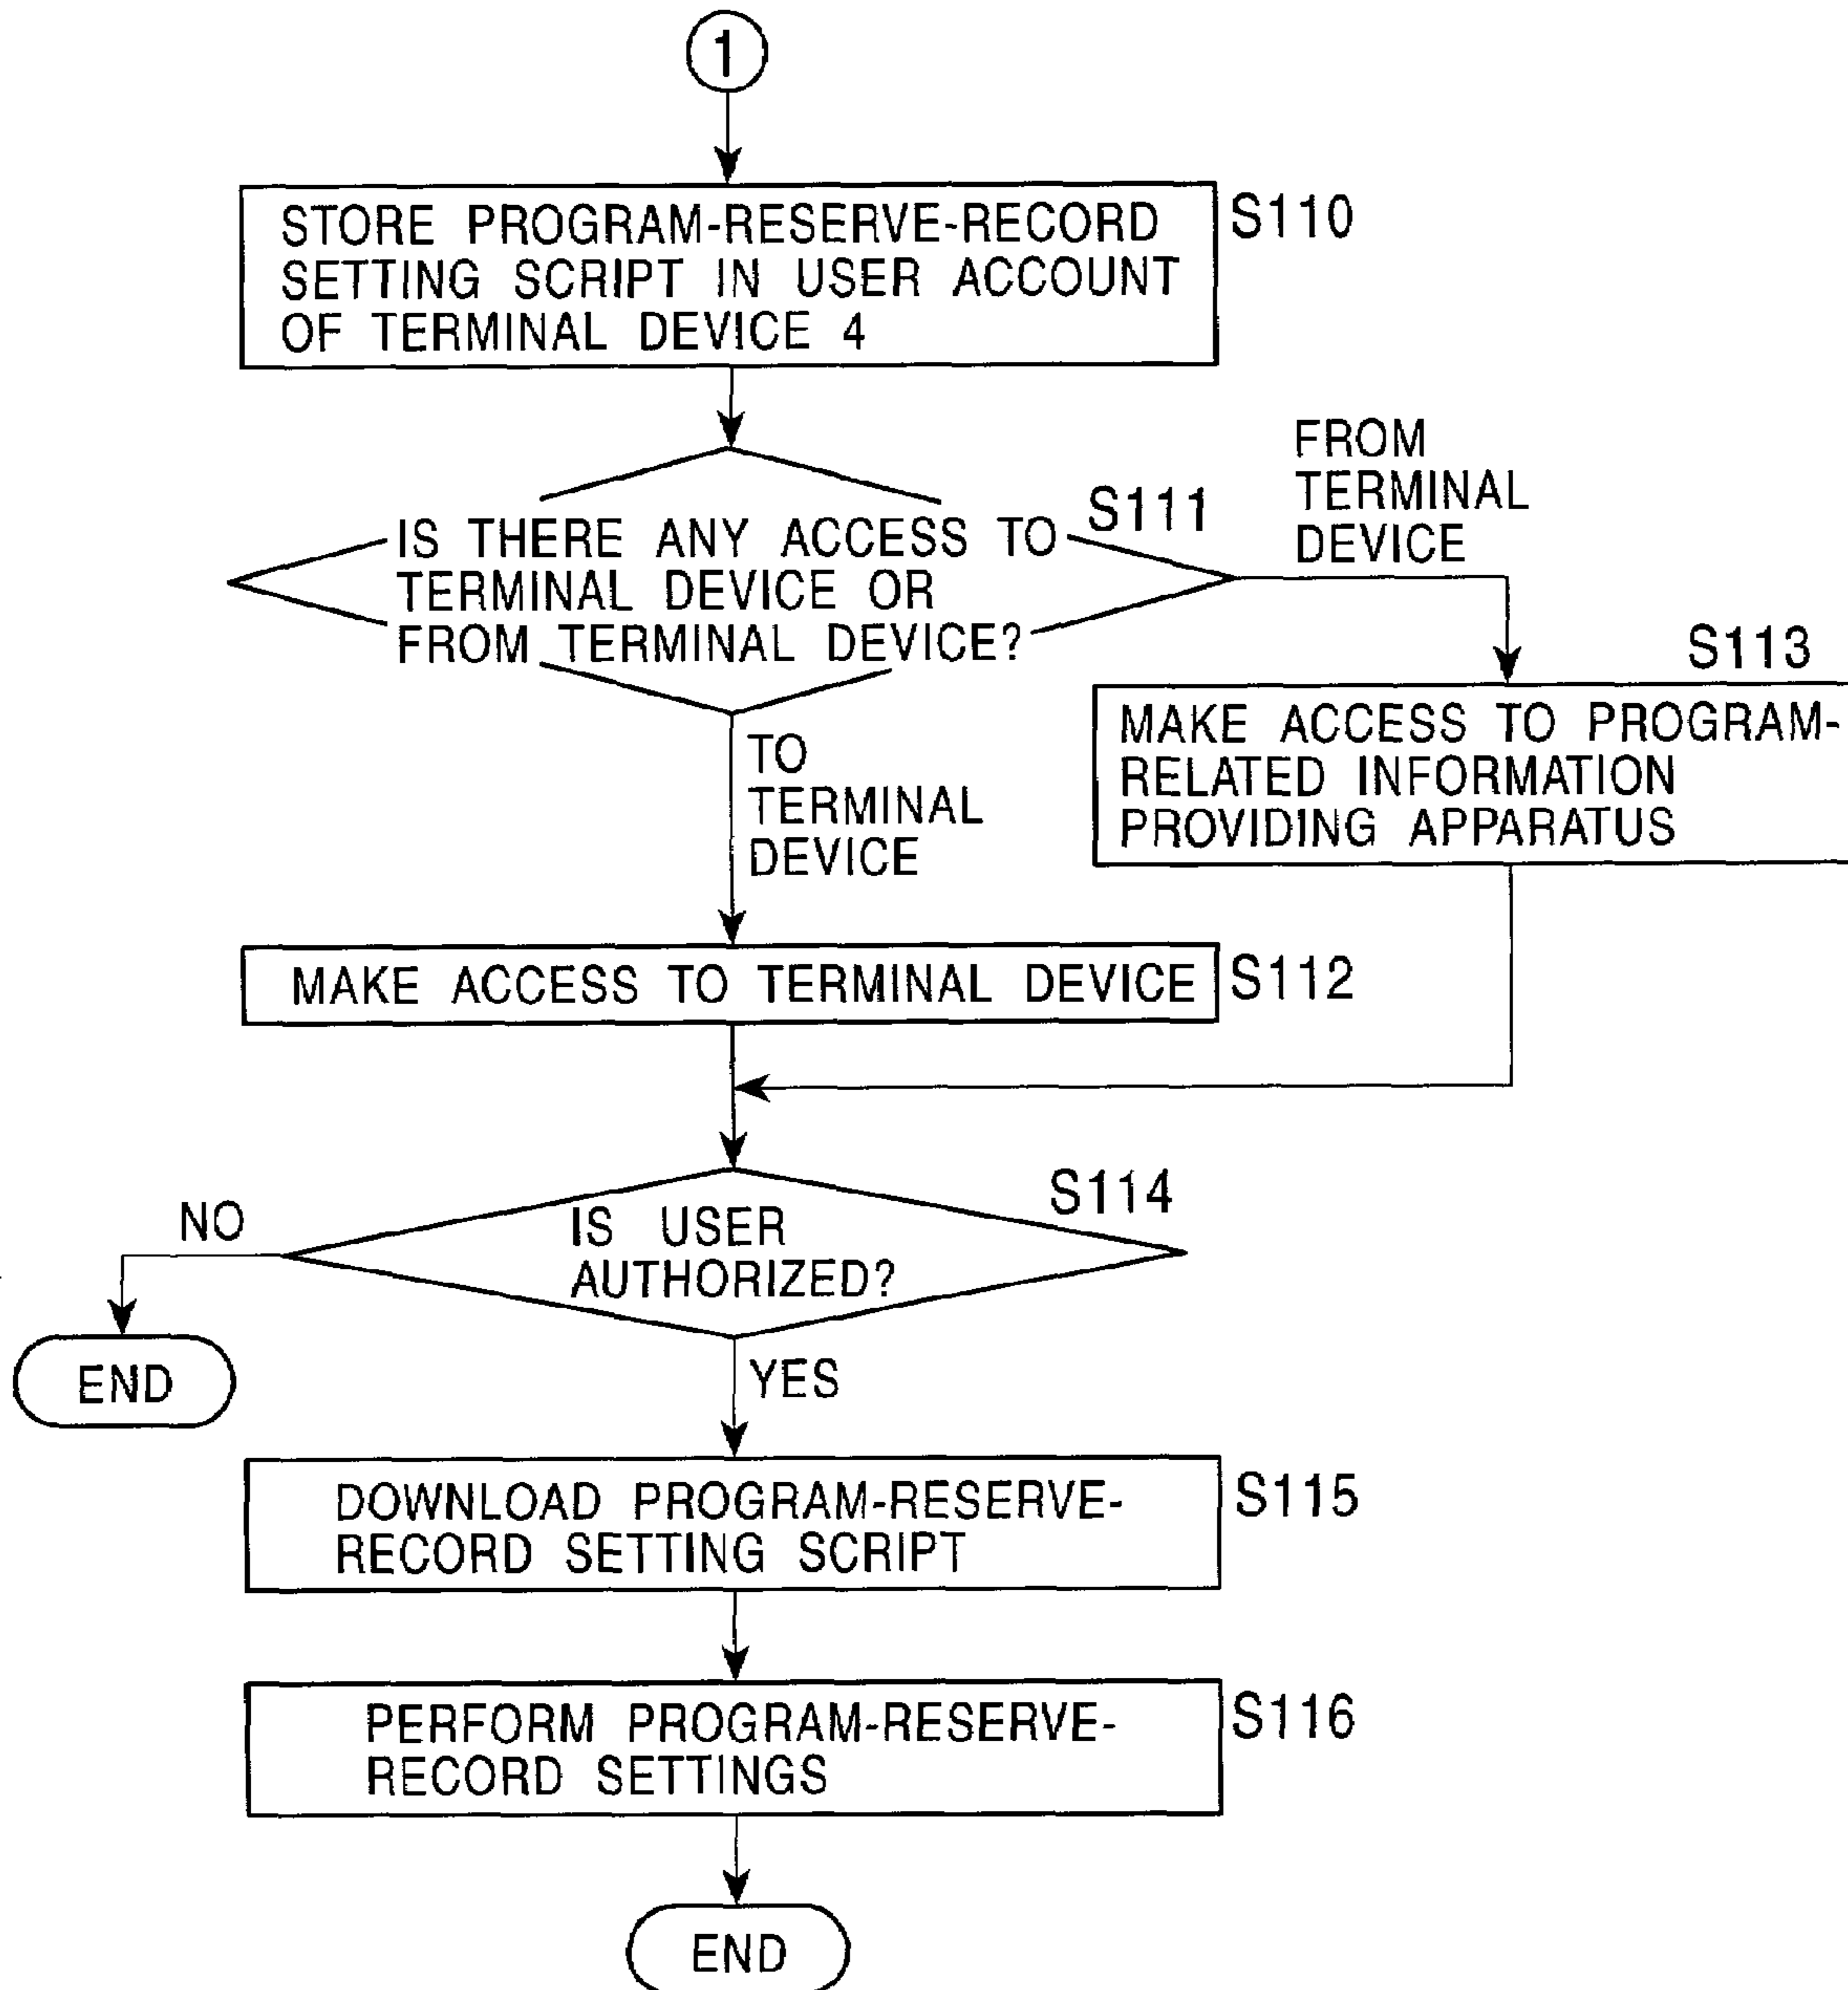 1
STORE PROGRAM-RESERVE-RECORD
SETTING SCRIPT IN USER ACCOUNT
OF TERMINAL DEVICE 4
S110
IS THERE ANY ACCESS TO
TERMINAL DEVICE OR
FROM TERMINAL DEVICE?
S111
FROM
TERMINAL
DEVICE
S113
MAKE ACCESS TO PROGRAM-
RELATED INFORMATION
PROVIDING APPARATUS
TO
TERMINAL
DEVICE
MAKE ACCESS TO TERMINAL DEVICE
S112
S114
IS USER
AUTHORIZED?
NO
END
YES
DOWNLOAD PROGRAM-RESERVE-
RECORD SETTING SCRIPT
S115
PERFORM PROGRAM-RESERVE-
RECORD SETTINGS
S116
END